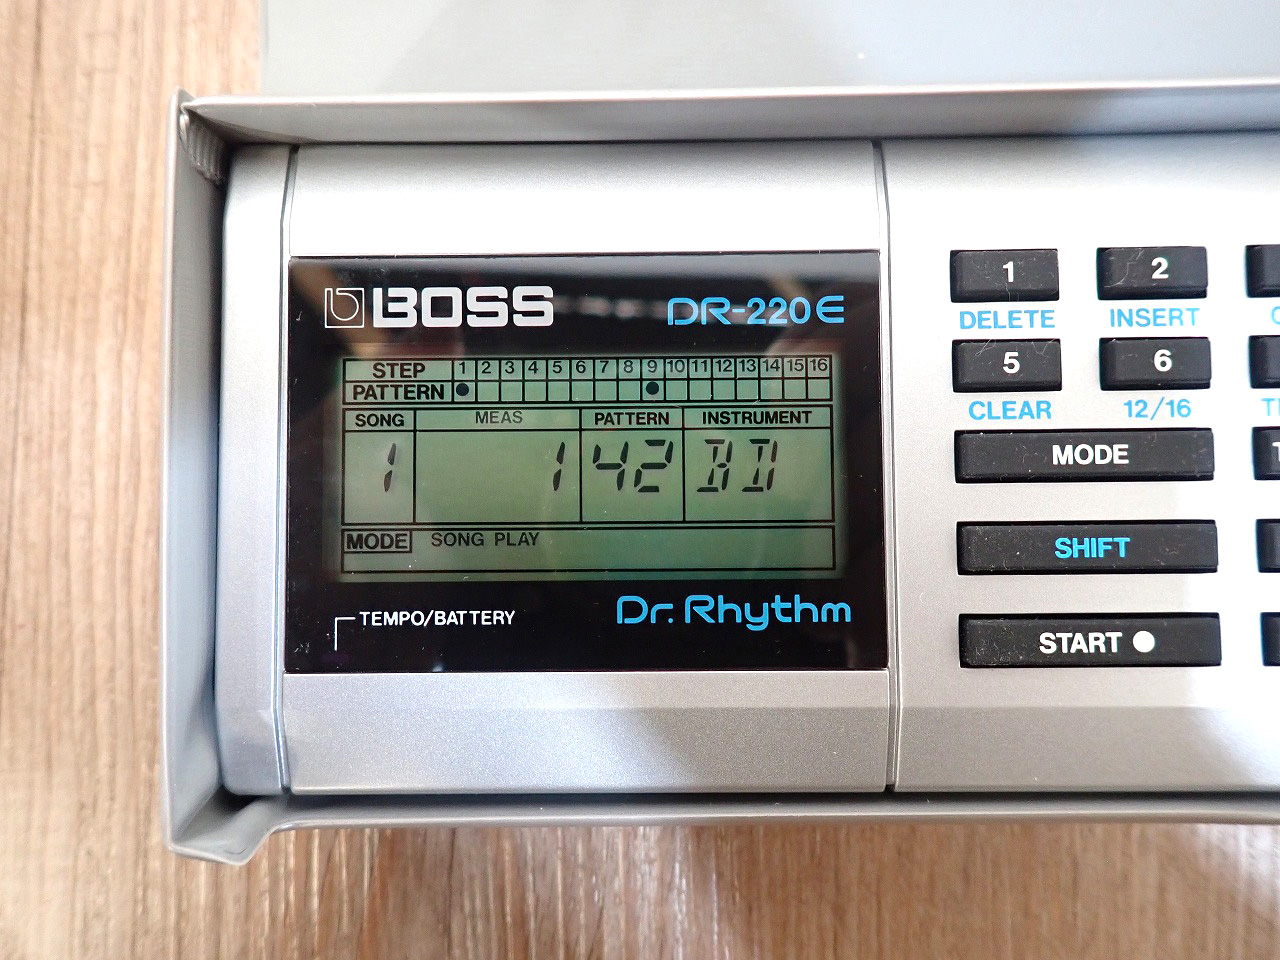 BOSS DR-220E
STEP 1 2 3 4 5 6 7 8 9 10 11 12 13 14 15 16
PATTERN ● ●
SONG MEAS PATTERN INSTRUMENT
1 1 42 BD
MODE SONG PLAY
TEMPO/BATTERY Dr. Rhythm
1 2
DELETE INSERT
5 6
CLEAR 12/16
MODE
SHIFT
START ●